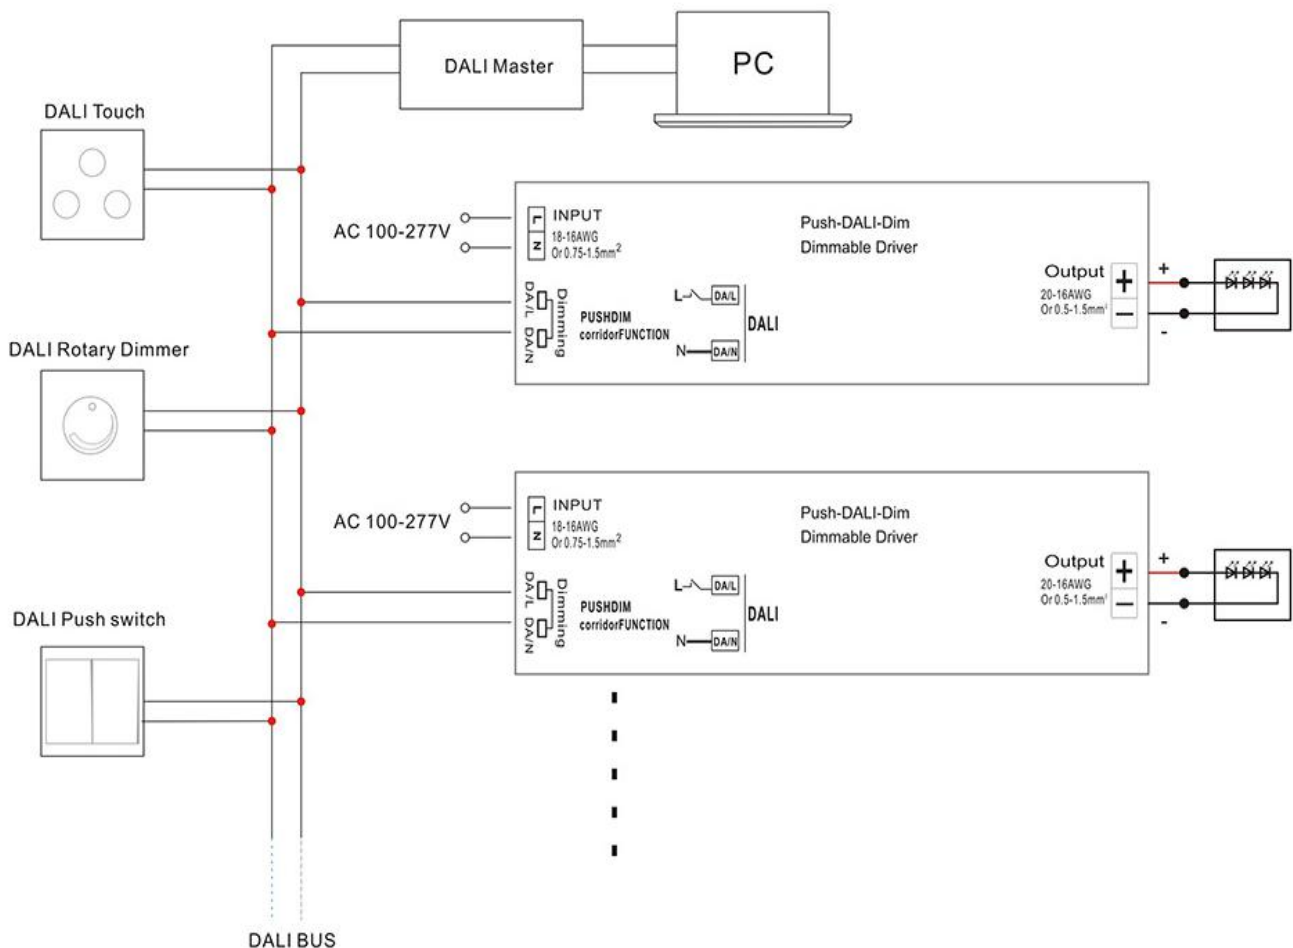 DALI Master
PC
DALI Touch
AC 100-277V
L
N
INPUT
18-16AWG
Or 0.75-1.5mm²
Push-DALI-Dim
Dimmable Driver
DA/L
DA/N
Dimming
PUSHDIM
corridorFUNCTION
L
DA/L
N
DA/N
DALI
Output
20-16AWG
Or 0.5-1.5mm²
+
−
+
-
DALI Rotary Dimmer
AC 100-277V
L
N
INPUT
18-16AWG
Or 0.75-1.5mm²
Push-DALI-Dim
Dimmable Driver
DA/L
DA/N
Dimming
PUSHDIM
corridorFUNCTION
L
DA/L
N
DA/N
DALI
Output
20-16AWG
Or 0.5-1.5mm²
+
−
+
-
DALI Push switch
DALI BUS